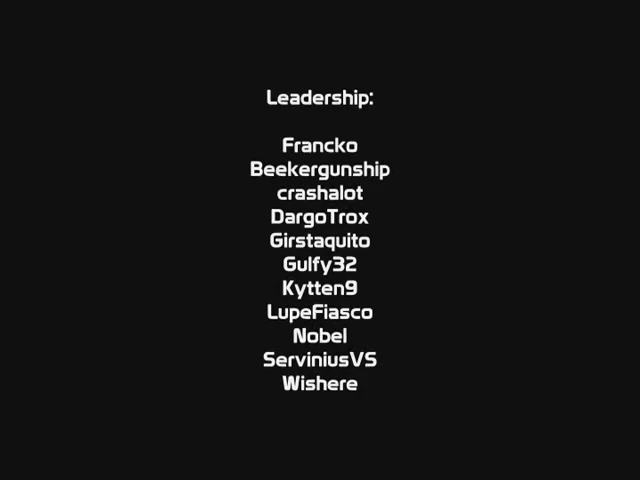 Leadership:
Francko
Beekergunship
crashalot
DargoTrox
Girstaquito
Gulfy32
Kytten9
LupeFiasco
Nobel
ServiniusVS
Wishere